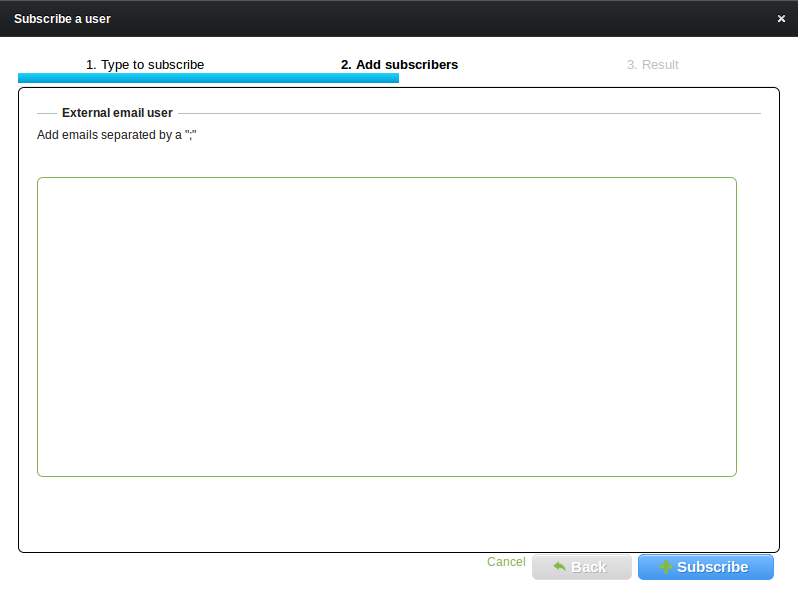 Subscribe a user
1. Type to subscribe
2. Add subscribers
3. Result
External email user
Add emails separated by a ";"
Cancel
Back
Subscribe